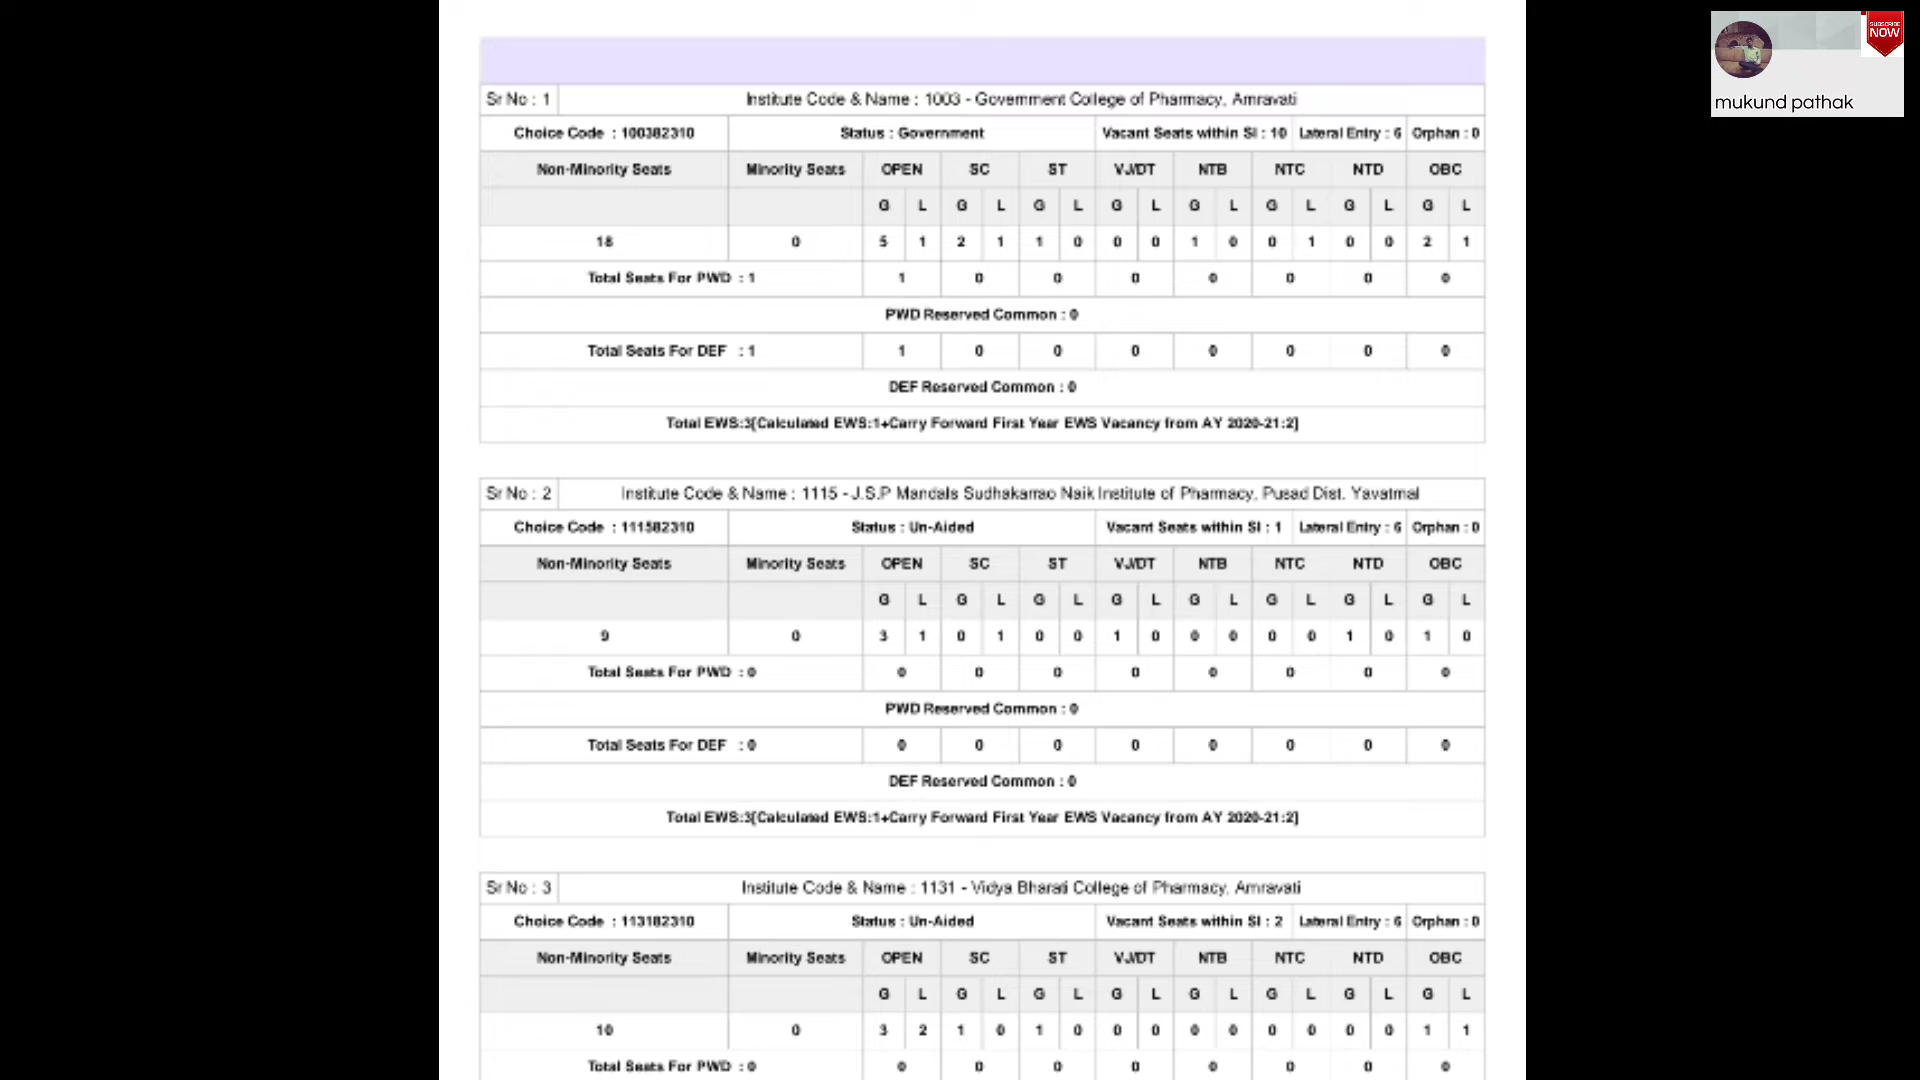 SUBSCRIBE
NOW
mukund pathak
Sr No : 1 Institute Code & Name : 1003 - Government College of Pharmacy, Amravati
Choice Code : 100382310 Status : Government Vacant Seats within SI : 10 Lateral Entry : 6 Orphan : 0
Non-Minority Seats Minority Seats OPEN SC ST VJ/DT NTB NTC NTD OBC
G L G L G L G L G L G L G L G L
18 0 5 1 2 1 1 0 0 0 1 0 0 1 0 0 2 1
Total Seats For PWD : 1 1 0 0 0 0 0 0 0
PWD Reserved Common : 0
Total Seats For DEF : 1 1 0 0 0 0 0 0 0
DEF Reserved Common : 0
Total EWS:3[Calculated EWS:1+Carry Forward First Year EWS Vacancy from AY 2020-21:2]
Sr No : 2 Institute Code & Name : 1115 - J.S.P Mandals Sudhakarrao Naik Institute of Pharmacy, Pusad Dist. Yavatmal
Choice Code : 111582310 Status : Un-Aided Vacant Seats within SI : 1 Lateral Entry : 6 Orphan : 0
Non-Minority Seats Minority Seats OPEN SC ST VJ/DT NTB NTC NTD OBC
G L G L G L G L G L G L G L G L
9 0 3 1 0 1 0 0 1 0 0 0 0 0 1 0 1 0
Total Seats For PWD : 0 0 0 0 0 0 0 0 0
PWD Reserved Common : 0
Total Seats For DEF : 0 0 0 0 0 0 0 0 0
DEF Reserved Common : 0
Total EWS:3[Calculated EWS:1+Carry Forward First Year EWS Vacancy from AY 2020-21:2]
Sr No : 3 Institute Code & Name : 1131 - Vidya Bharati College of Pharmacy, Amravati
Choice Code : 113182310 Status : Un-Aided Vacant Seats within SI : 2 Lateral Entry : 6 Orphan : 0
Non-Minority Seats Minority Seats OPEN SC ST VJ/DT NTB NTC NTD OBC
G L G L G L G L G L G L G L G L
10 0 3 2 1 0 1 0 0 0 0 0 0 0 0 0 1 1
Total Seats For PWD : 0 0 0 0 0 0 0 0 0